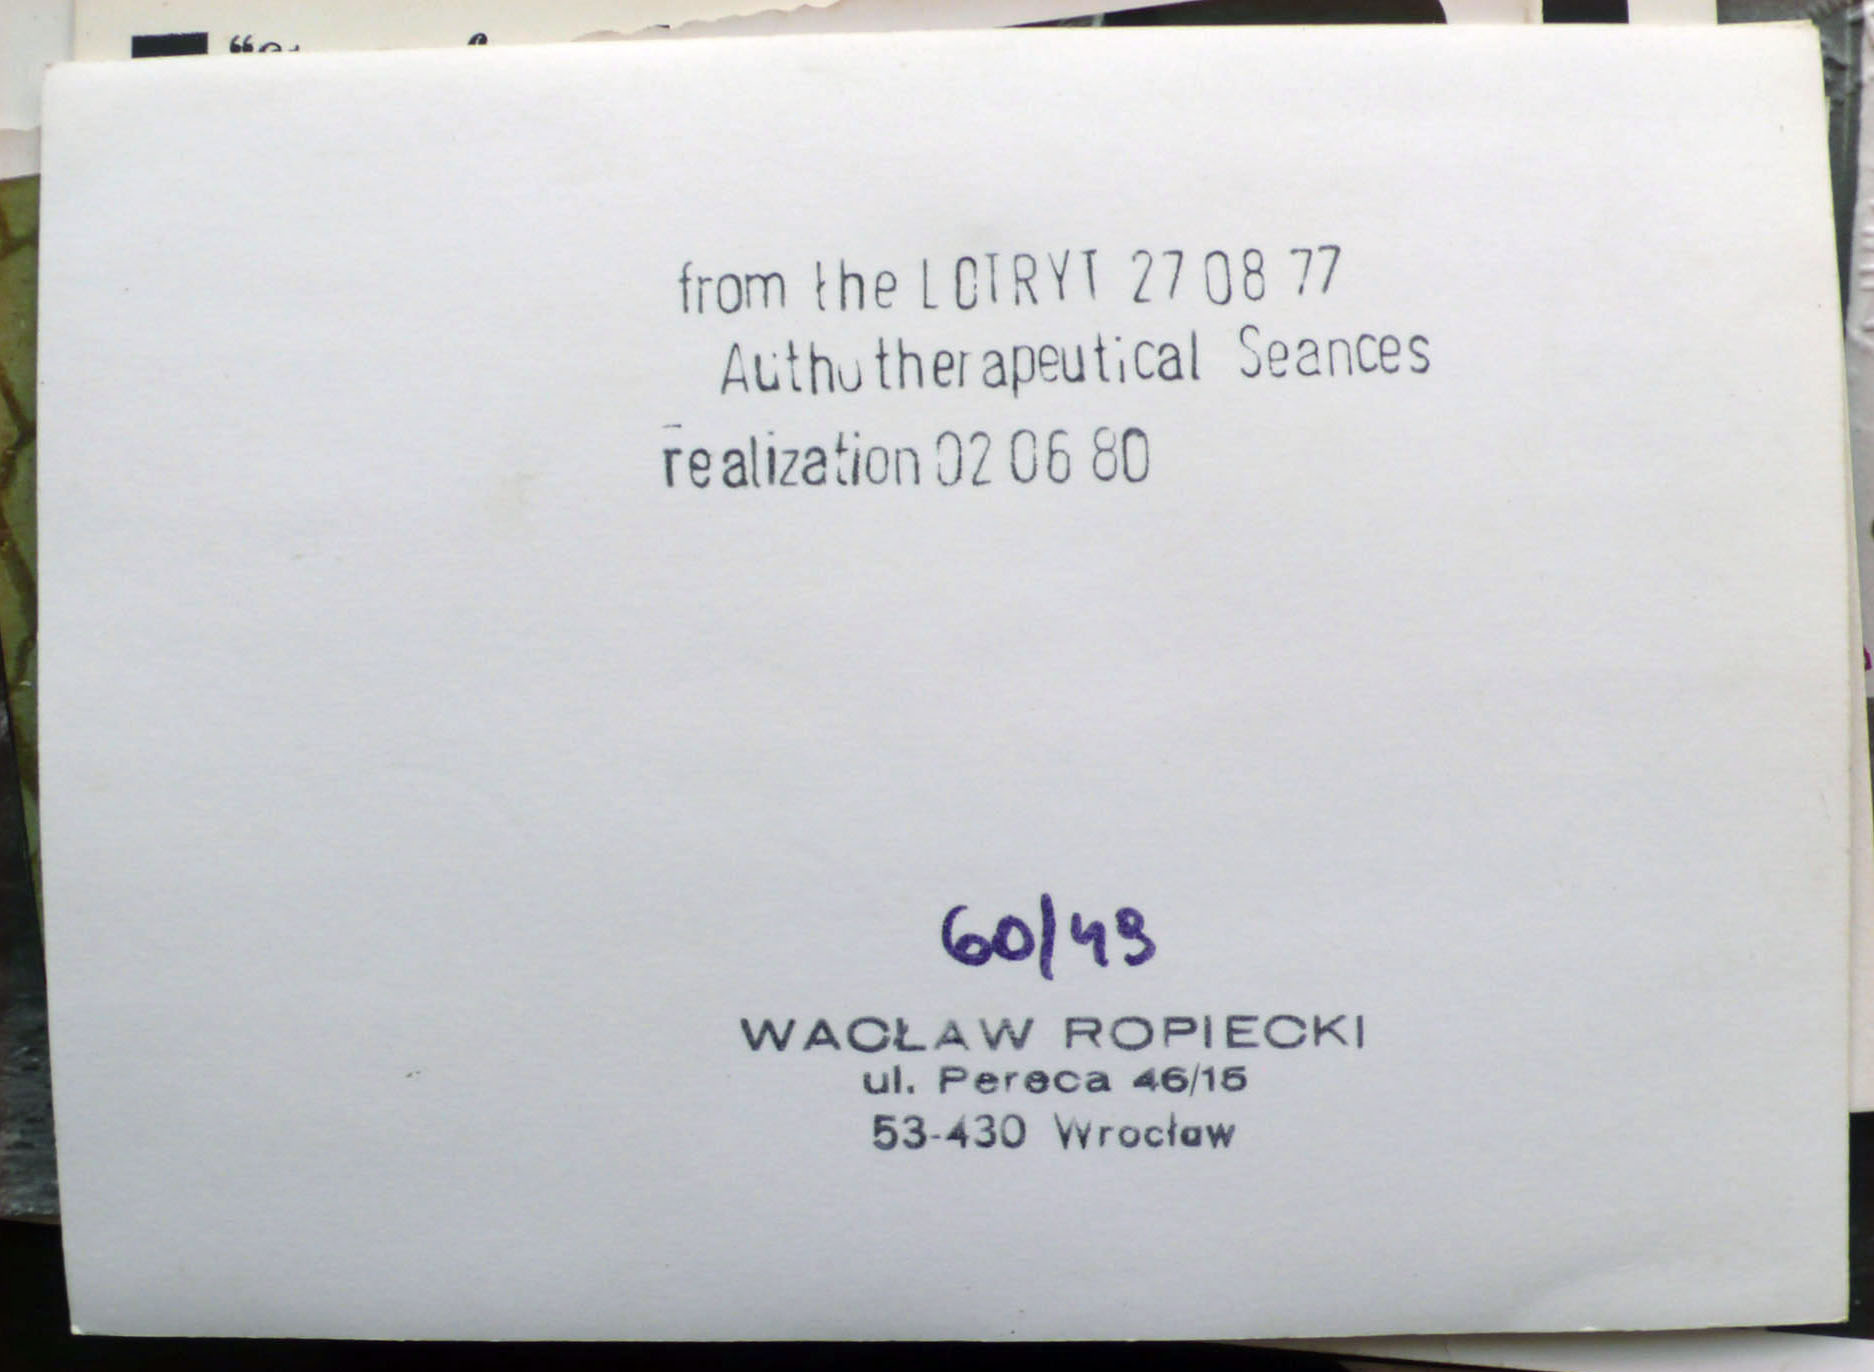 from the LOTRYT 27 08 77
Authotherapeutical Seances
realization 02 06 80
60/49
WACŁAW ROPIECKI
ul. Pereca 46/15
53-430 Wrocław